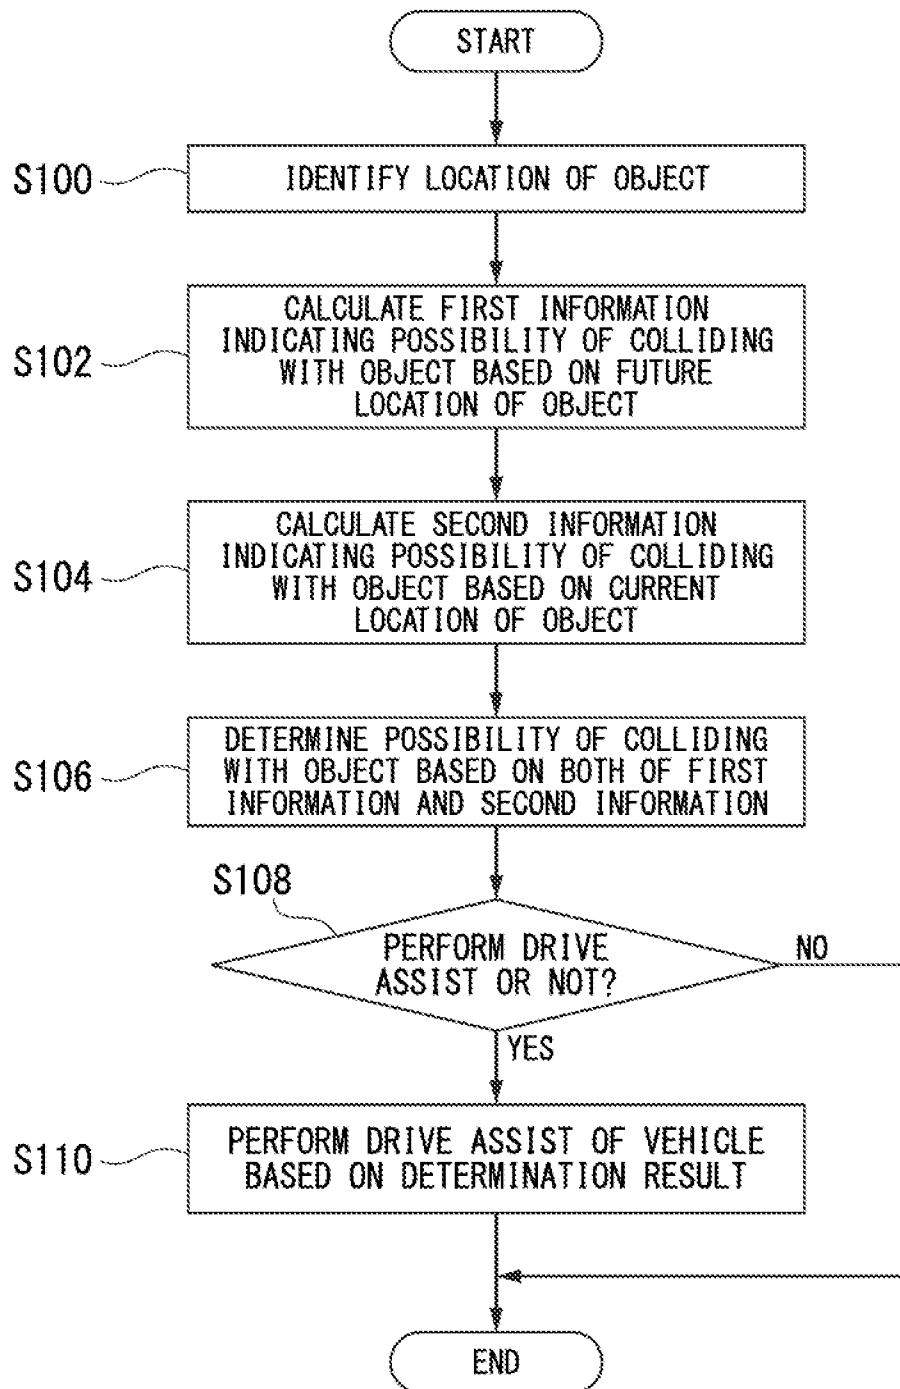 START
S100
IDENTIFY LOCATION OF OBJECT
S102
CALCULATE FIRST INFORMATION
INDICATING POSSIBILITY OF COLLIDING
WITH OBJECT BASED ON FUTURE
LOCATION OF OBJECT
S104
CALCULATE SECOND INFORMATION
INDICATING POSSIBILITY OF COLLIDING
WITH OBJECT BASED ON CURRENT
LOCATION OF OBJECT
S106
DETERMINE POSSIBILITY OF COLLIDING
WITH OBJECT BASED ON BOTH OF FIRST
INFORMATION AND SECOND INFORMATION
S108
PERFORM DRIVE
ASSIST OR NOT?
NO
YES
S110
PERFORM DRIVE ASSIST OF VEHICLE
BASED ON DETERMINATION RESULT
END